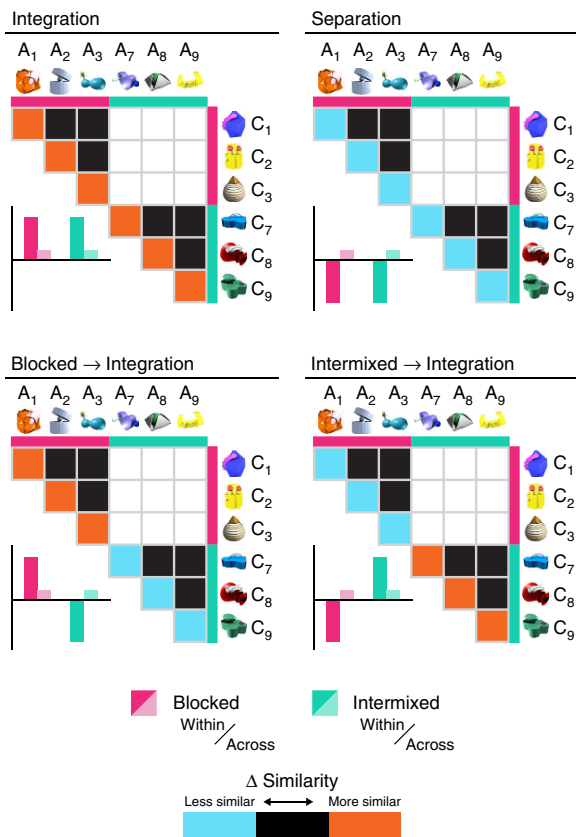 Integration
A1 A2 A3 A7 A8 A9
C1
C2
C3
C7
C8
C9
Separation
A1 A2 A3 A7 A8 A9
C1
C2
C3
C7
C8
C9
Blocked → Integration
A1 A2 A3 A7 A8 A9
C1
C2
C3
C7
C8
C9
Intermixed → Integration
A1 A2 A3 A7 A8 A9
C1
C2
C3
C7
C8
C9
Blocked
Within
Across
Intermixed
Within
Across
Δ Similarity
Less similar ↔ More similar